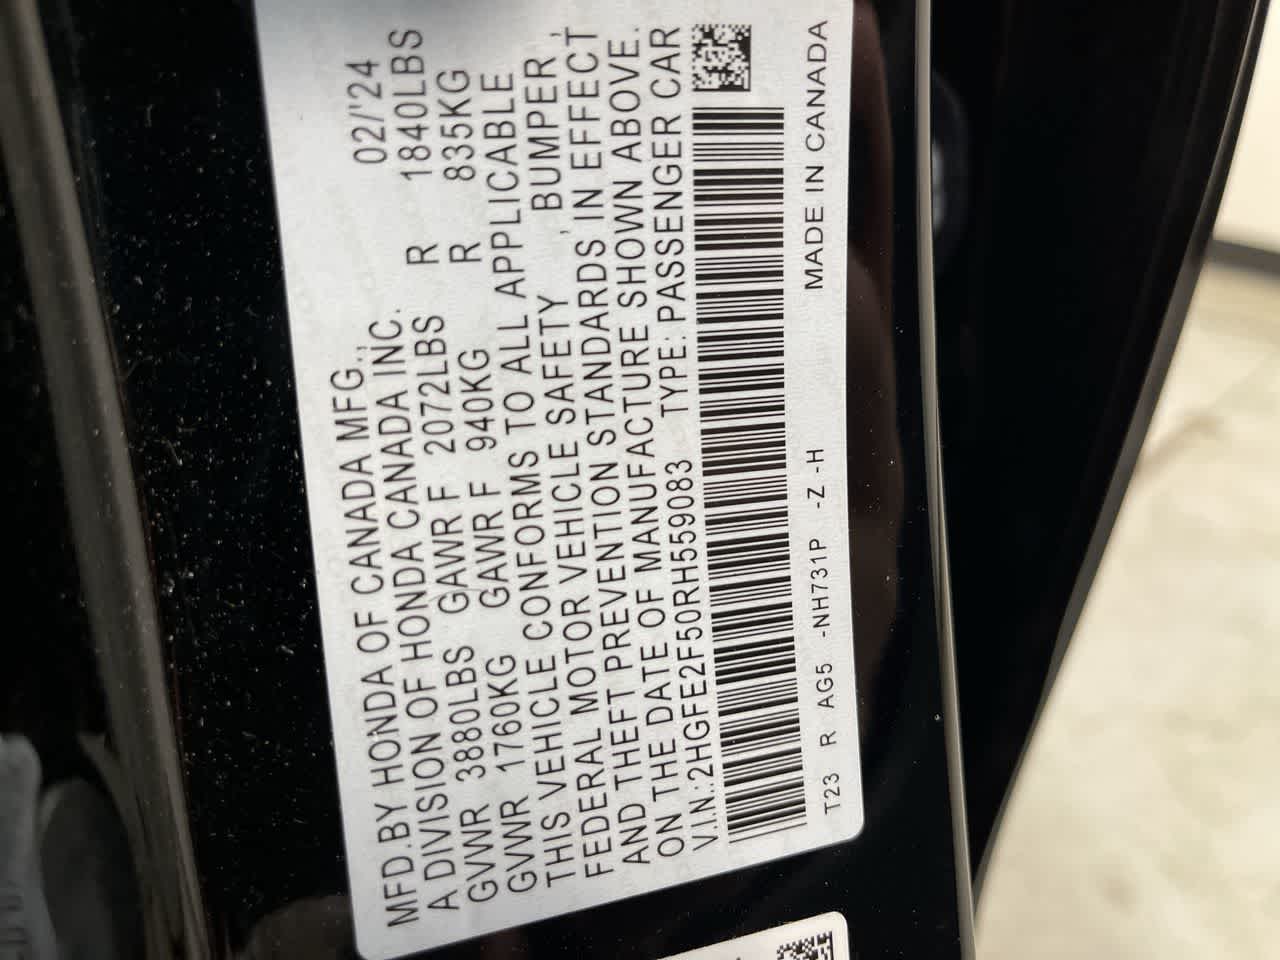 MFD.BY HONDA OF CANADA MFG., 02/'24
A DIVISION OF HONDA CANADA INC.
GVWR 3880LBS GAWR F 2072LBS R 1840LBS
GVWR 1760KG GAWR F 940KG R 835KG
THIS VEHICLE CONFORMS TO ALL APPLICABLE
FEDERAL MOTOR VEHICLE SAFETY , BUMPER ,
AND THEFT PREVENTION STANDARDS IN EFFECT
ON THE DATE OF MANUFACTURE SHOWN ABOVE.
V.I.N.:2HGFE2F50RH559083 TYPE: PASSENGER CAR
T23 R AG5 -NH731P -Z -H MADE IN CANADA